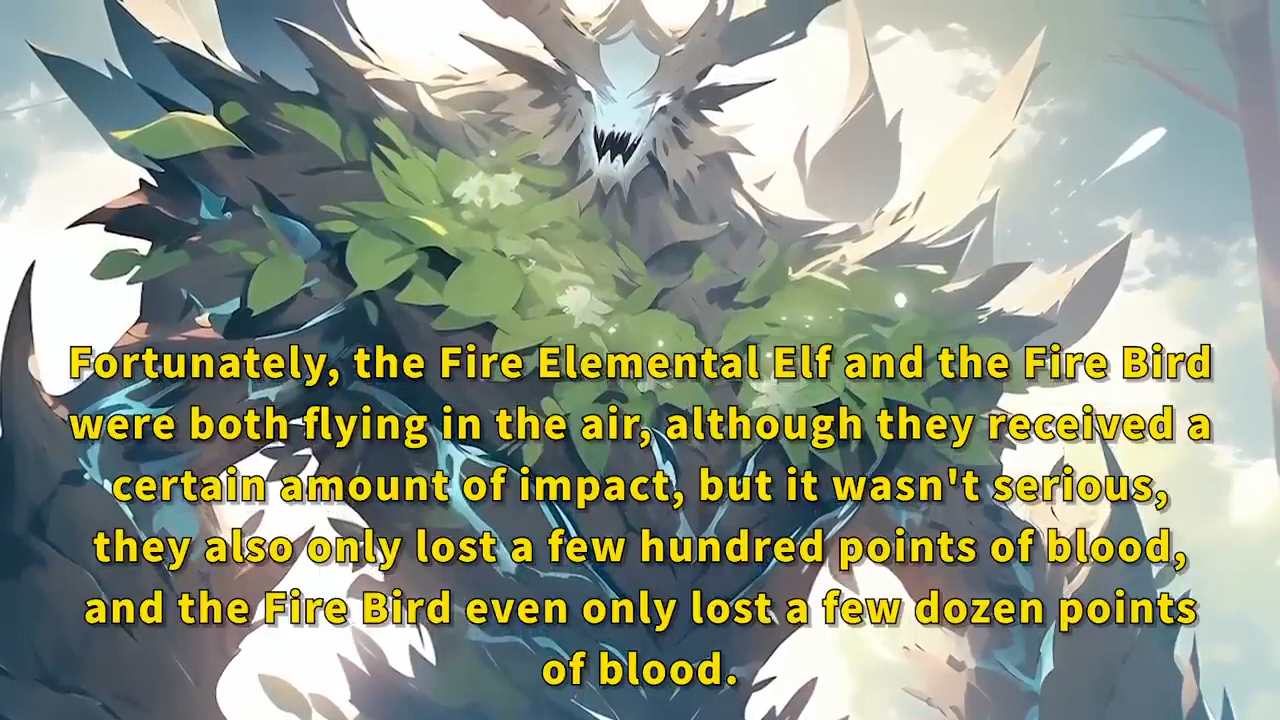 Fortunately, the Fire Elemental Elf and the Fire Bird
were both flying in the air, although they received a
certain amount of impact, but it wasn't serious,
they also only lost a few hundred points of blood,
and the Fire Bird even only lost a few dozen points
of blood.